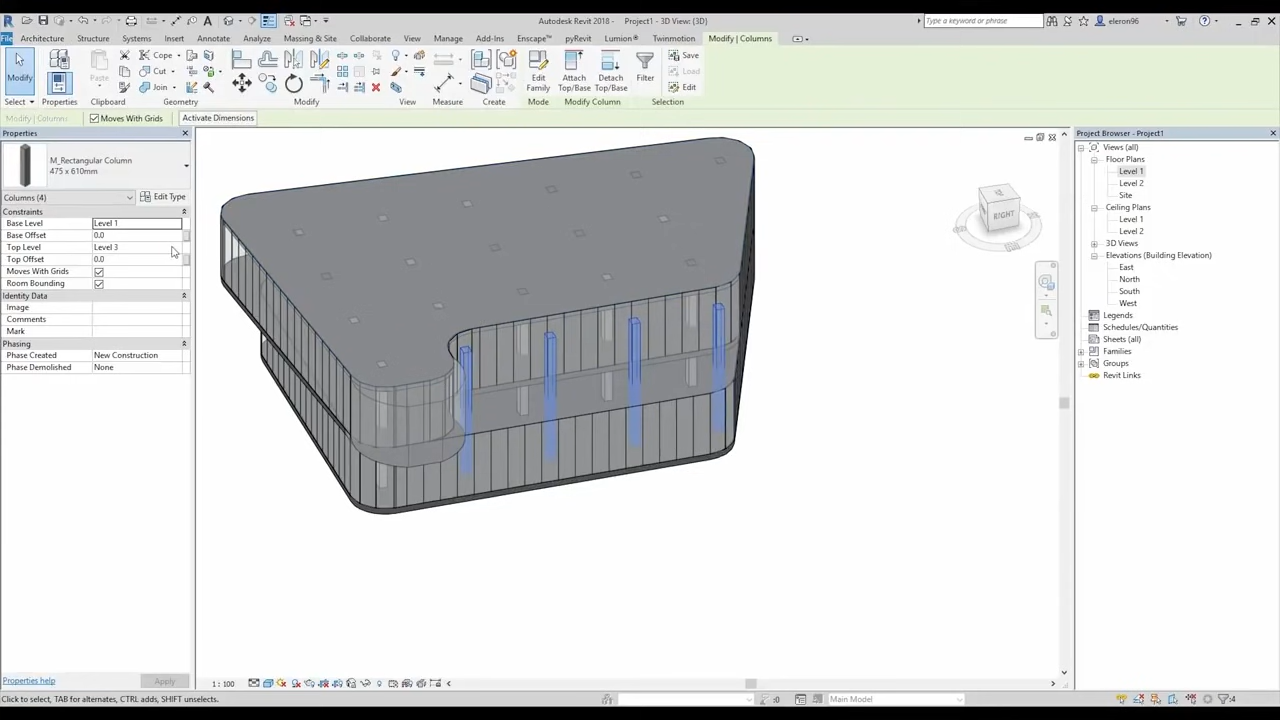 Autodesk Revit 2018 - Project1 - 3D View: {3D}
Type a keyword or phrase
eleron96
File
Architecture
Structure
Systems
Insert
Annotate
Analyze
Massing & Site
Collaborate
View
Manage
Add-Ins
Enscape™
pyRevit
Lumion®
Twinmotion
Modify | Columns
Modify
Paste
Cope
Cut
Join
Edit Family
Attach Top/Base
Detach Top/Base
Filter
Save
Load
Edit
Select
Properties
Clipboard
Geometry
Modify
View
Measure
Create
Mode
Modify Column
Selection
Modify | Columns
Moves With Grids
Activate Dimensions
Properties
M_Rectangular Column
475 x 610mm
Columns (4)
Edit Type
Constraints
Base Level Level 1
Base Offset 0.0
Top Level Level 3
Top Offset 0.0
Moves With Grids
Room Bounding
Identity Data
Image
Comments
Mark
Phasing
Phase Created New Construction
Phase Demolished None
Properties help
Apply
RIGHT
Project Browser - Project1
Views (all)
Floor Plans
Level 1
Level 2
Site
Ceiling Plans
Level 1
Level 2
3D Views
Elevations (Building Elevation)
East
North
South
West
Legends
Schedules/Quantities
Sheets (all)
Families
Groups
Revit Links
1 : 100
Click to select, TAB for alternates, CTRL adds, SHIFT unselects.
:0
Main Model
:4